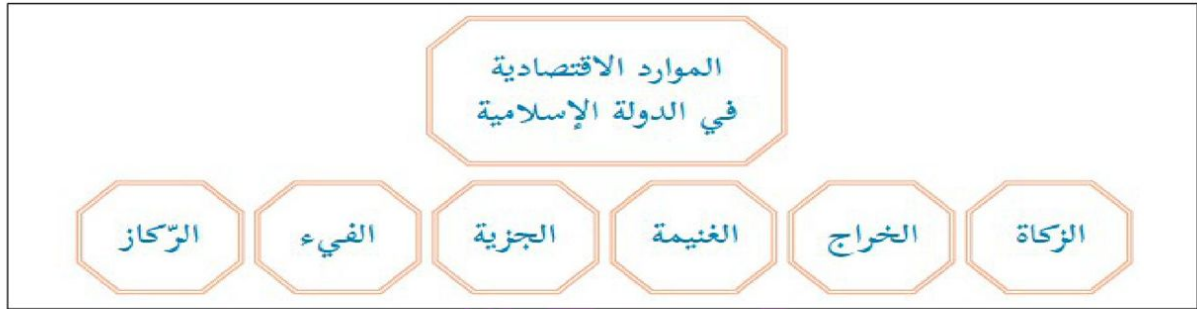 الموارد الاقتصادية
في الدولة الإسلامية
الزكاة
الخراج
الغنيمة
الجزية
الفيء
الرّكاز